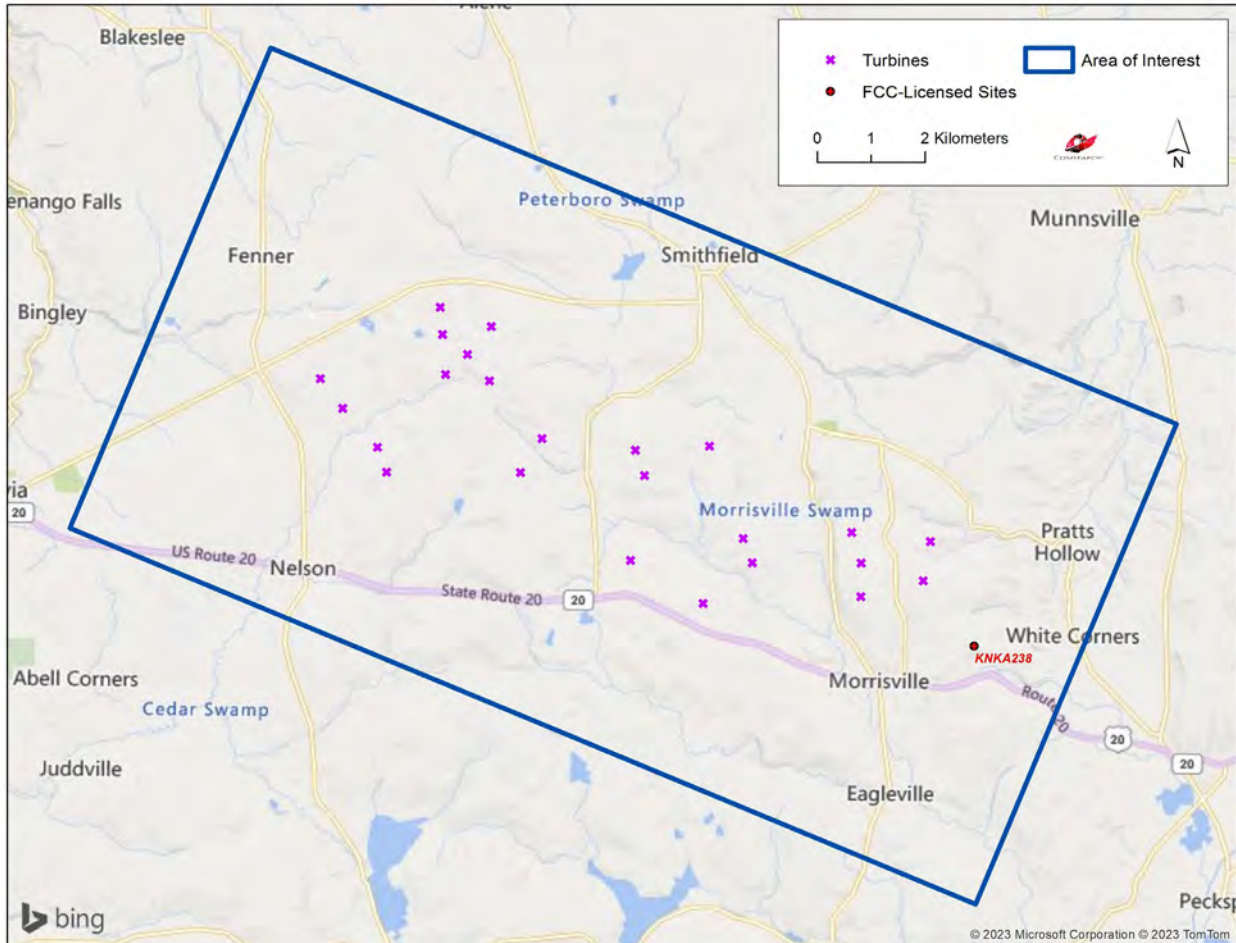 Alene
Blakeslee
Turbines
Area of Interest
FCC-Licensed Sites
0 1 2 Kilometers
COMSEARCH
N
enango Falls
Peterboro Swamp
Munnsville
Fenner
Smithfield
Bingley
via
20
Morrisville Swamp
Pratts
Hollow
US Route 20
Nelson
State Route 20
20
White Corners
KNKA238
Abell Corners
Morrisville
Route 20
Cedar Swamp
20
20
Juddville
Eagleville
Pecksp
bing
© 2023 Microsoft Corporation © 2023 TomTom